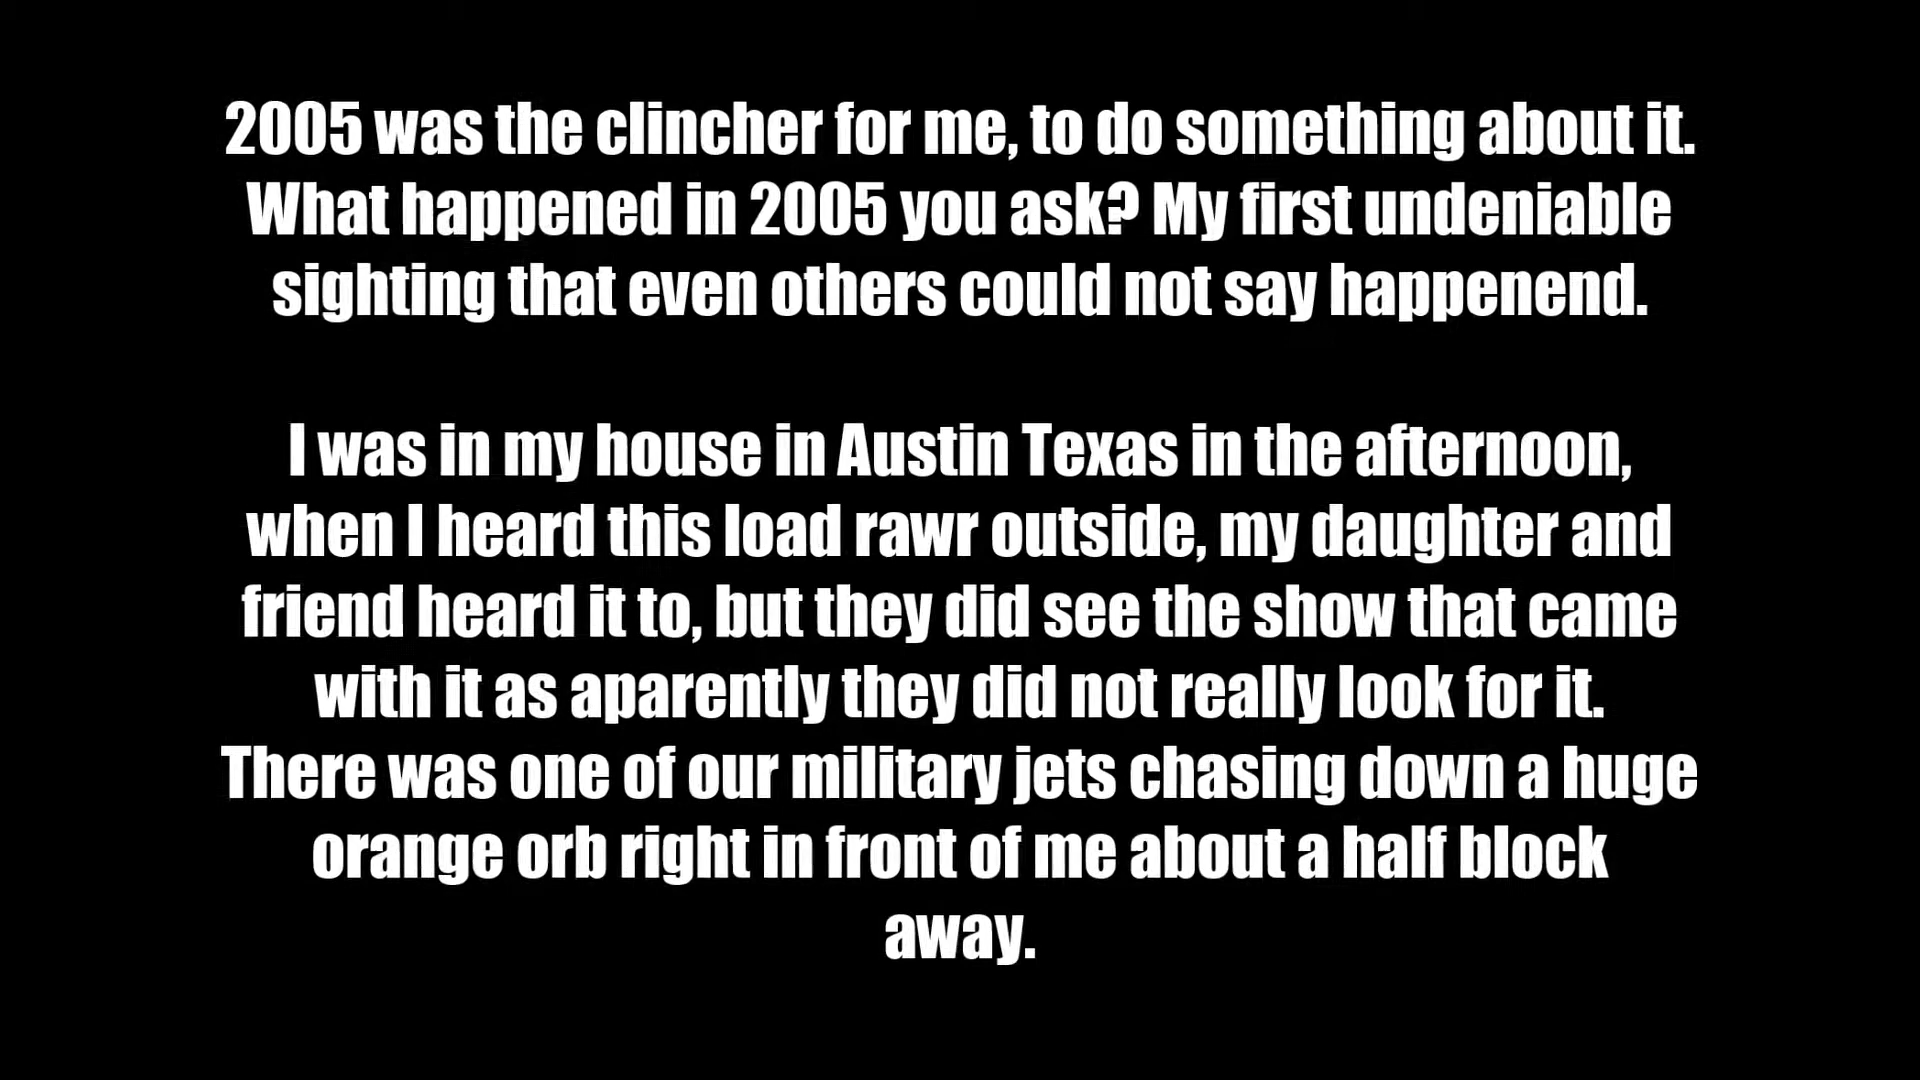 2005 was the clincher for me, to do something about it.
What happened in 2005 you ask? My first undeniable
sighting that even others could not say happenend.
I was in my house in Austin Texas in the afternoon,
when I heard this load rawr outside, my daughter and
friend heard it to, but they did see the show that came
with it as aparently they did not really look for it.
There was one of our military jets chasing down a huge
orange orb right in front of me about a half block
away.